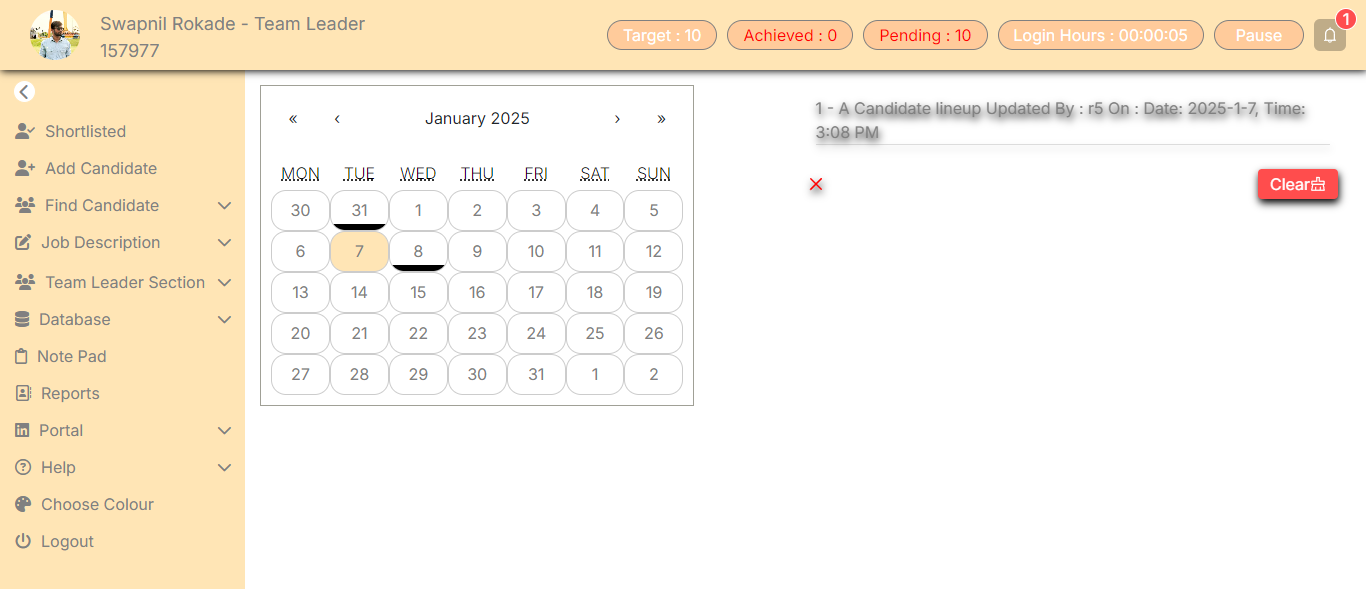 Swapnil Rokade - Team Leader
157977
Target : 10
Achieved : 0
Pending : 10
Login Hours : 00:00:05
Pause
1
Shortlisted
Add Candidate
Find Candidate
Job Description
Team Leader Section
Database
Note Pad
Reports
Portal
Help
Choose Colour
Logout
« ‹ January 2025 › »
MON TUE WED THU FRI SAT SUN
30 31 1 2 3 4 5
6 7 8 9 10 11 12
13 14 15 16 17 18 19
20 21 22 23 24 25 26
27 28 29 30 31 1 2
1 - A Candidate lineup Updated By : r5 On : Date: 2025-1-7, Time:
3:08 PM
Clear